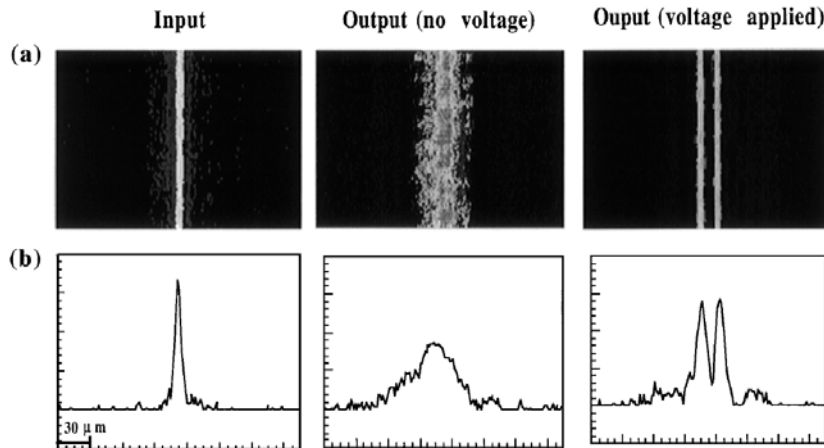 Input
Output (no voltage)
Ouput (voltage applied)
(a)
(b)
30 μ m